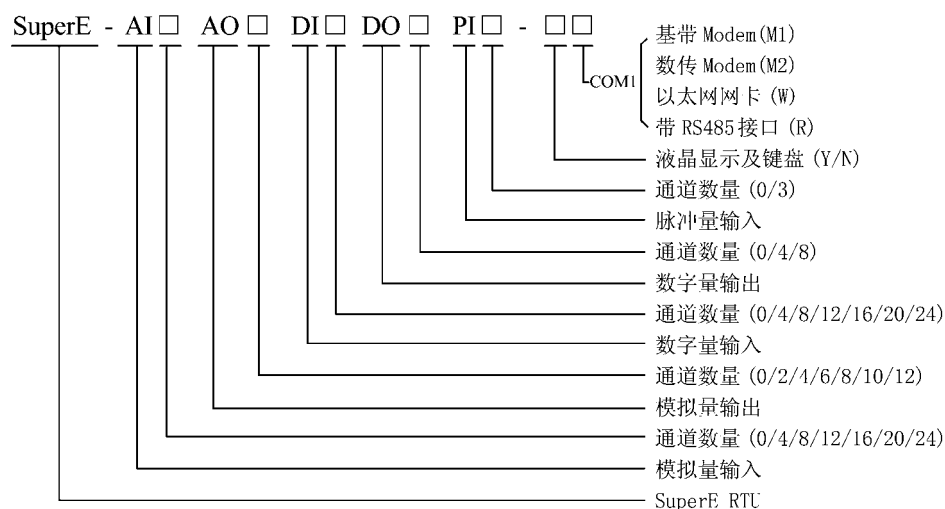 SuperE - AI□ AO□ DI□ DO□ PI□ - □□
COM1
基带 Modem(M1)
数传 Modem(M2)
以太网网卡 (W)
带 RS485 接口 (R)
液晶显示及键盘 (Y/N)
通道数量 (0/3)
脉冲量输入
通道数量 (0/4/8)
数字量输出
通道数量 (0/4/8/12/16/20/24)
数字量输入
通道数量 (0/2/4/6/8/10/12)
模拟量输出
通道数量 (0/4/8/12/16/20/24)
模拟量输入
SuperE RTU